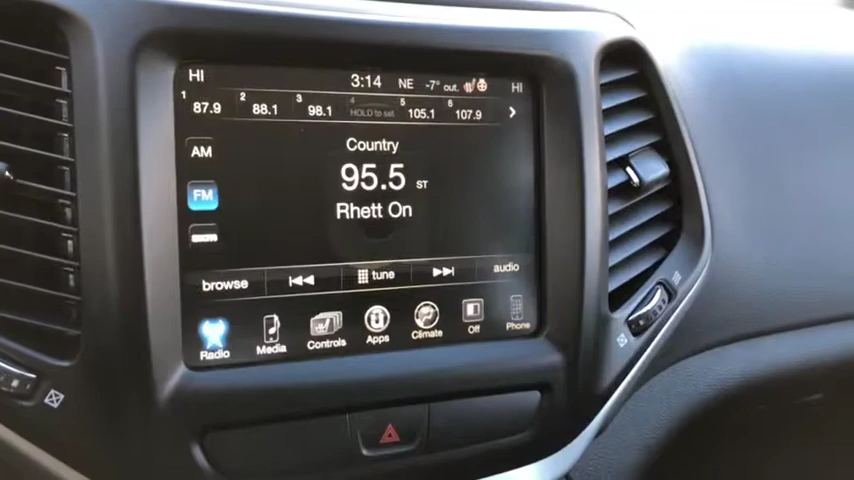 HI 3:14 NE -7° out. HI
1 87.9 2 88.1 3 98.1 4 HOLD to set 5 105.1 6 107.9
AM
Country
FM
95.5 ST
Rhett On
browse tune audio
Radio Media Controls Apps Climate Off Phone